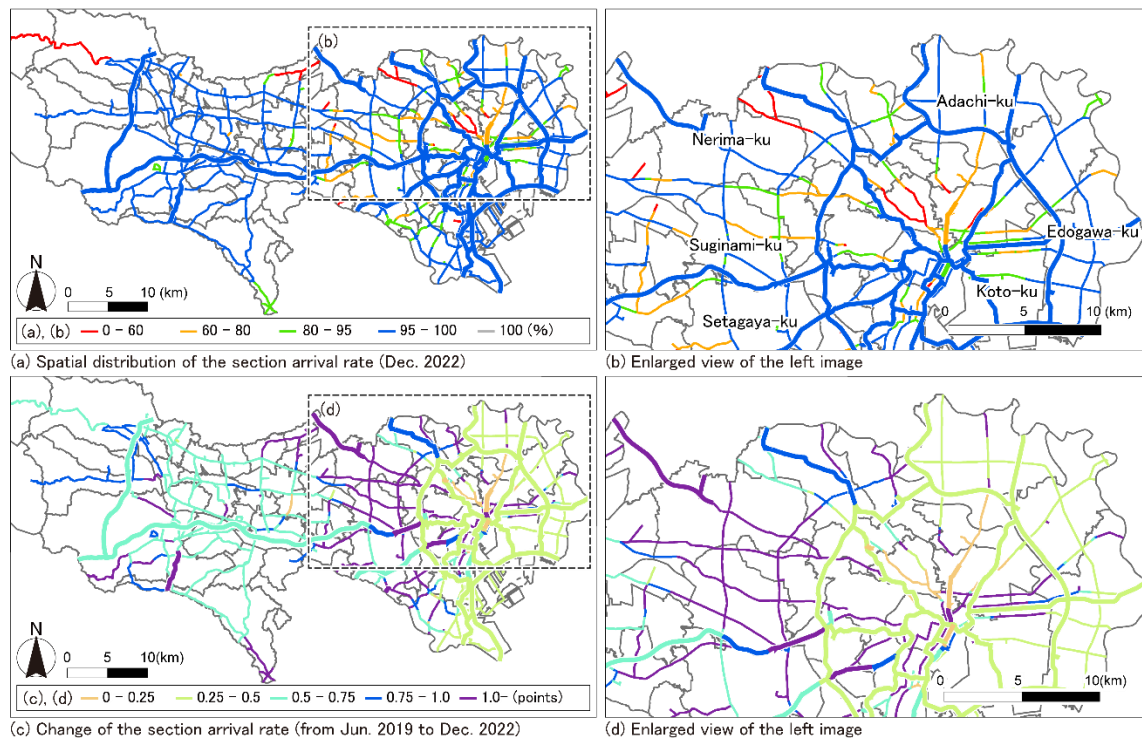 (b)
N
0 5 10 (km)
(a), (b) 0 - 60 60 - 80 80 - 95 95 - 100 100 (%)
(a) Spatial distribution of the section arrival rate (Dec. 2022)
Adachi-ku
Nerima-ku
Suginami-ku
Edogawa-ku
Koto-ku
Setagaya-ku
0 5 10 (km)
(b) Enlarged view of the left image
(d)
N
0 5 10(km)
(c), (d) 0 - 0.25 0.25 - 0.5 0.5 - 0.75 0.75 - 1.0 1.0- (points)
(c) Change of the section arrival rate (from Jun. 2019 to Dec. 2022)
0 5 10(km)
(d) Enlarged view of the left image